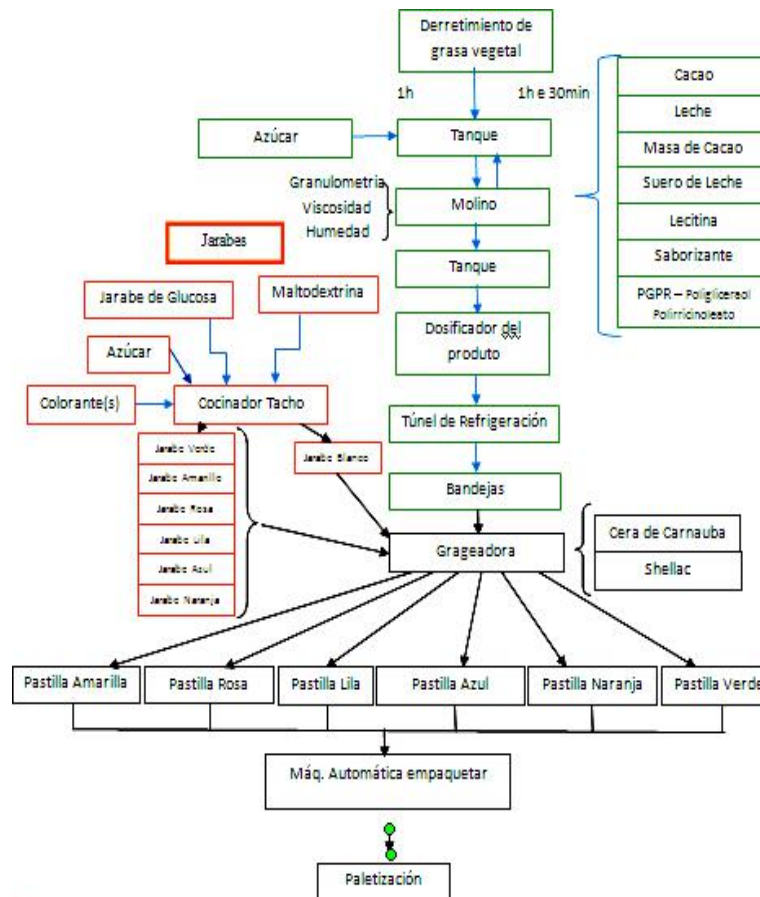 Derretimiento de
grasa vegetal
1h
1h e 30min
Azúcar
Tanque
Granulometria
Viscosidad
Humedad
Molino
Tanque
Dosificador del
produto
Túnel de Refrigeración
Bandejas
Cacao
Leche
Masa de Cacao
Suero de Leche
Lecitina
Saborizante
PGPR – Poliglicerol
Polirricinoleato
Jarabes
Jarabe de Glucosa
Maltodextrina
Azúcar
Colorante(s)
Cocinador Tacho
Jarabe Verde
Jarabe Amarillo
Jarabe Rosa
Jarabe Lila
Jarabe Azul
Jarabe Naranja
Jarabe Blanco
Grageadora
Cera de Carnauba
Shellac
Pastilla Amarilla
Pastilla Rosa
Pastilla Lila
Pastilla Azul
Pastilla Naranja
Pastilla Verde
Máq. Automática empaquetar
Paletización